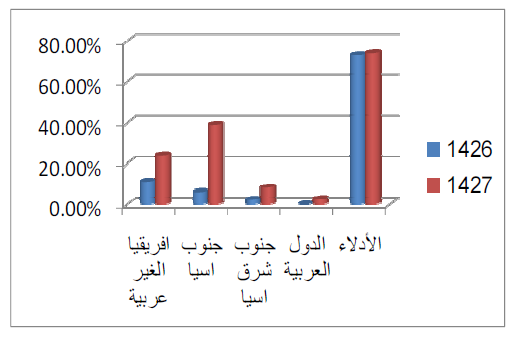 80.00%
60.00%
40.00%
20.00%
0.00%
1426
1427
افريقيا
الغير
عربية
جنوب
اسيا
جنوب
شرق
اسيا
الدول
العربية
الأدلاء